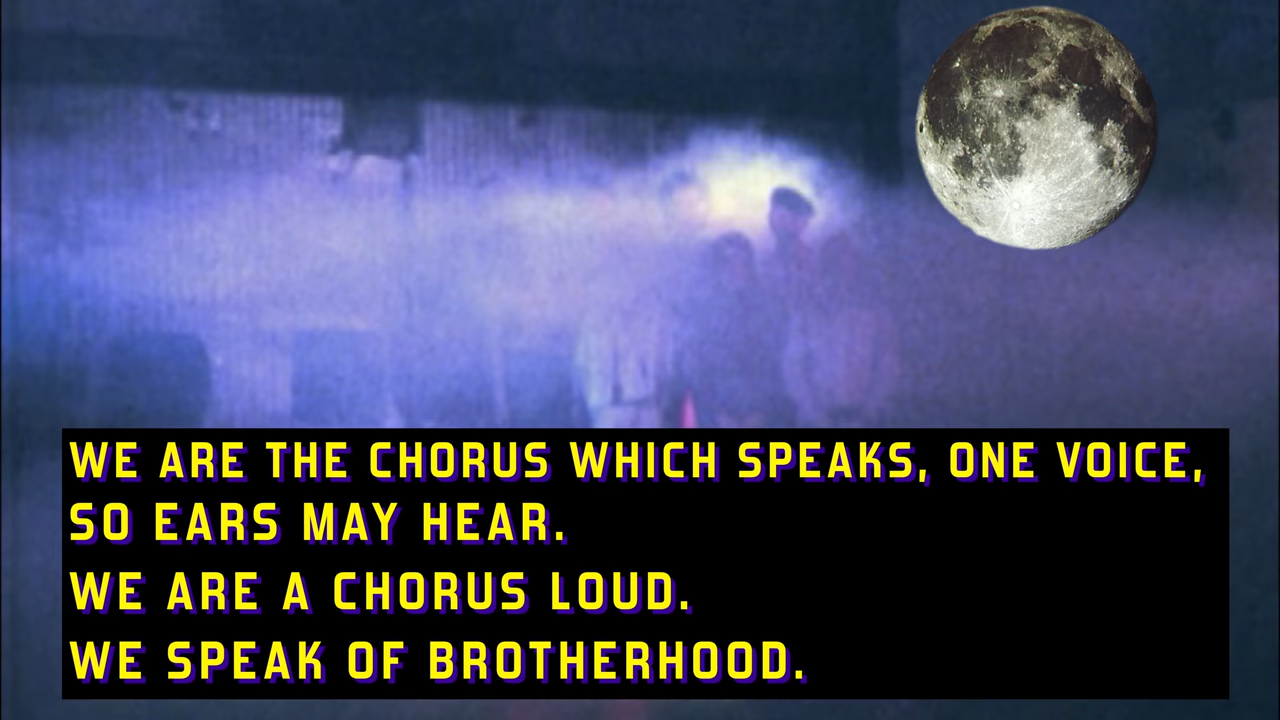 WE ARE THE CHORUS WHICH SPEAKS, ONE VOICE,
SO EARS MAY HEAR.
WE ARE A CHORUS LOUD.
WE SPEAK OF BROTHERHOOD.